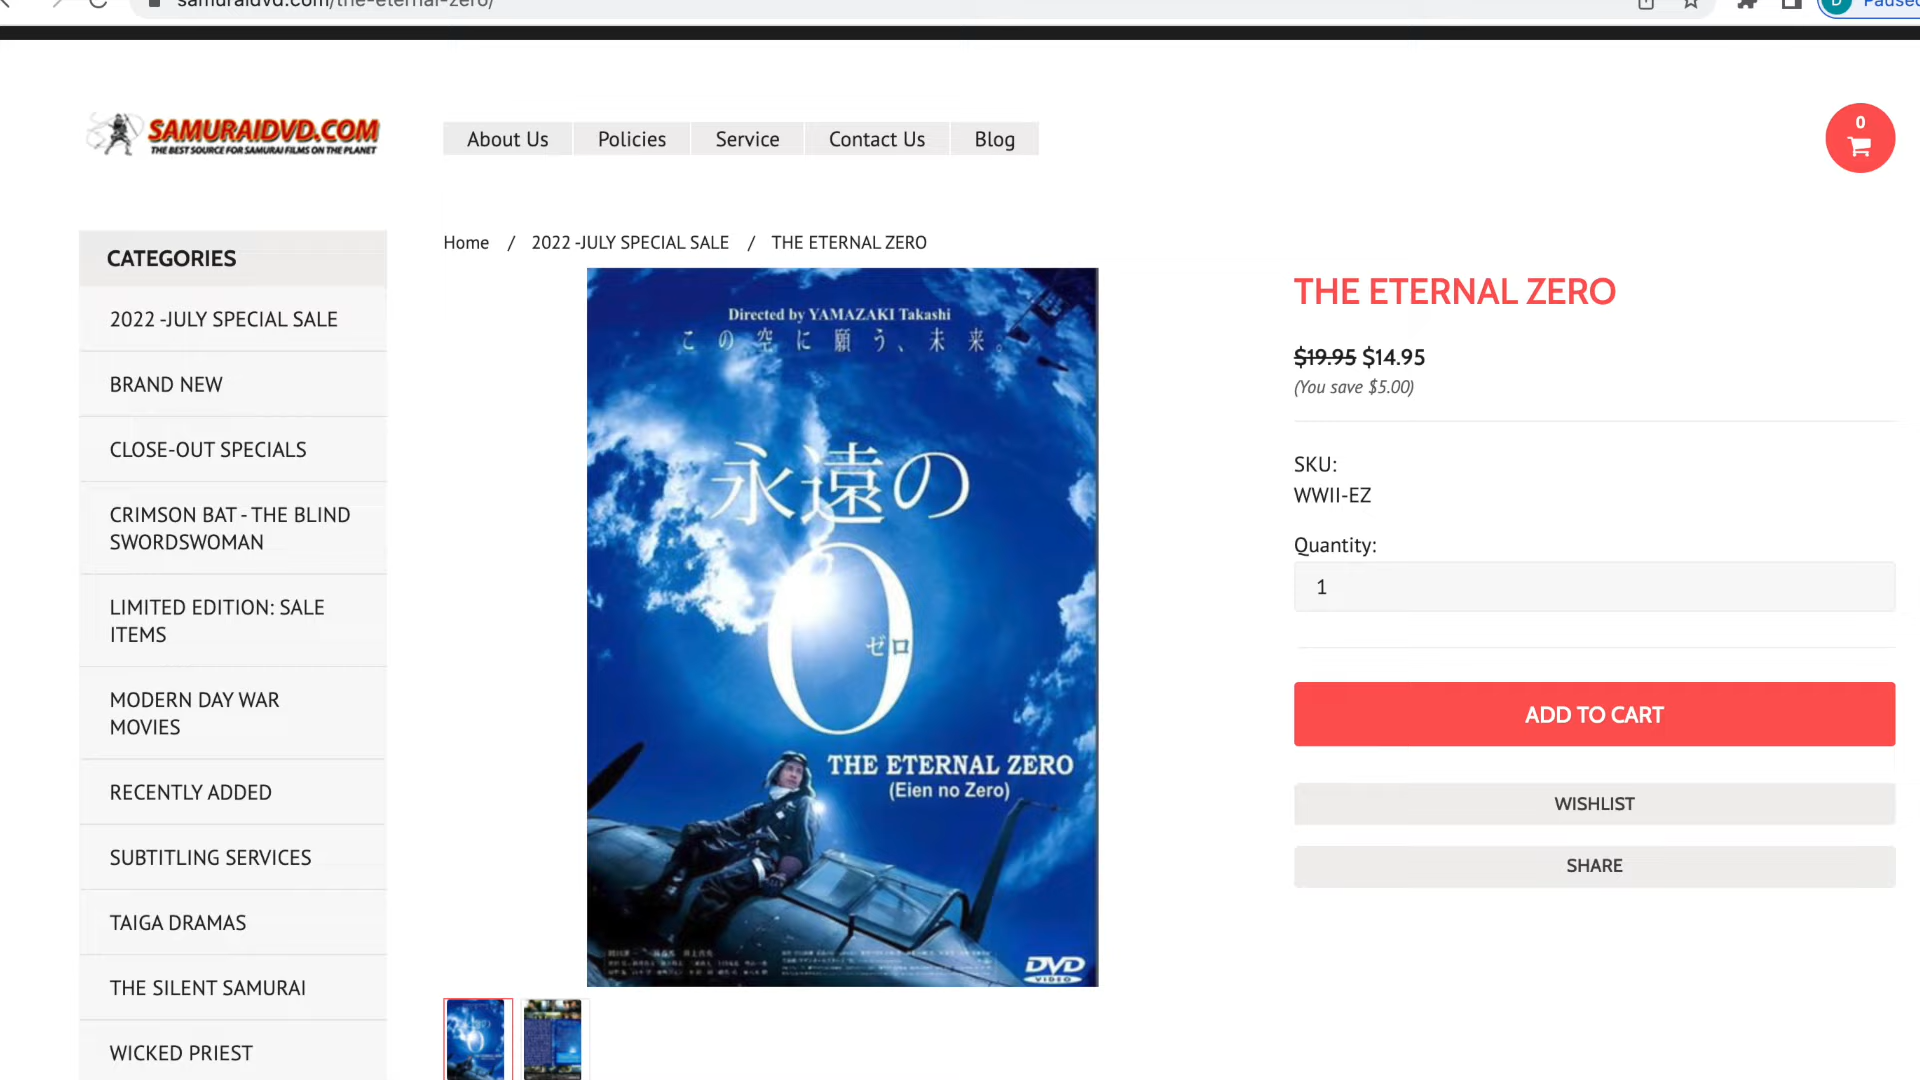 samuraidvd.com/the-eternal-zero/
D
Paused
SAMURAIDVD.COM
THE BEST SOURCE FOR SAMURAI FILMS ON THE PLANET
About Us
Policies
Service
Contact Us
Blog
0
CATEGORIES
2022 -JULY SPECIAL SALE
BRAND NEW
CLOSE-OUT SPECIALS
CRIMSON BAT - THE BLIND
SWORDSWOMAN
LIMITED EDITION: SALE
ITEMS
MODERN DAY WAR
MOVIES
RECENTLY ADDED
SUBTITLING SERVICES
TAIGA DRAMAS
THE SILENT SAMURAI
WICKED PRIEST
Home / 2022 -JULY SPECIAL SALE / THE ETERNAL ZERO
Directed by YAMAZAKI Takashi
この空に願う、未来。
永遠の
0
ゼロ
THE ETERNAL ZERO
(Eien no Zero)
DVD
VIDEO
THE ETERNAL ZERO
$19.95 $14.95
(You save $5.00)
SKU:
WWII-EZ
Quantity:
1
ADD TO CART
WISHLIST
SHARE